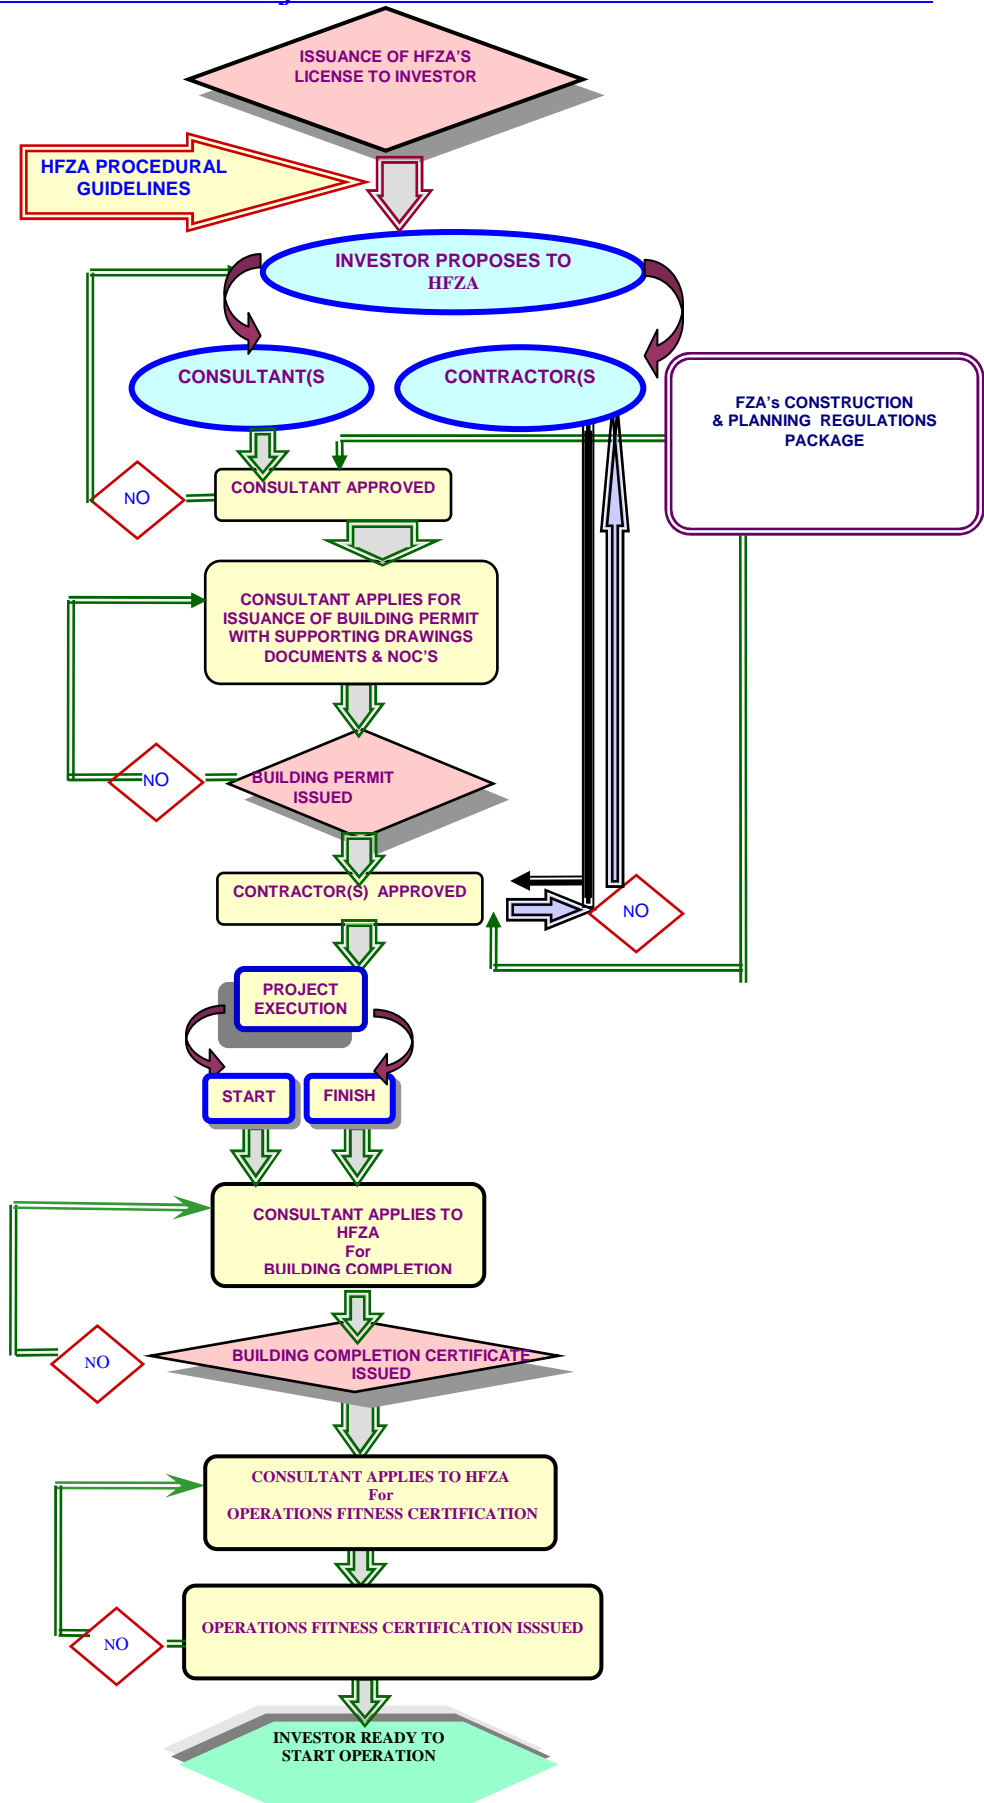 ISSUANCE OF HFZA'S
LICENSE TO INVESTOR
HFZA PROCEDURAL
GUIDELINES
INVESTOR PROPOSES TO
HFZA
CONSULTANT(S
CONTRACTOR(S
FZA's CONSTRUCTION
& PLANNING REGULATIONS
PACKAGE
CONSULTANT APPROVED
NO
CONSULTANT APPLIES FOR
ISSUANCE OF BUILDING PERMIT
WITH SUPPORTING DRAWINGS
DOCUMENTS & NOC'S
NO
BUILDING PERMIT
ISSUED
CONTRACTOR(S) APPROVED
NO
PROJECT
EXECUTION
START
FINISH
CONSULTANT APPLIES TO
HFZA
For
BUILDING COMPLETION
NO
BUILDING COMPLETION CERTIFICATE
ISSUED
CONSULTANT APPLIES TO HFZA
For
OPERATIONS FITNESS CERTIFICATION
OPERATIONS FITNESS CERTIFICATION ISSSUED
NO
INVESTOR READY TO
START OPERATION